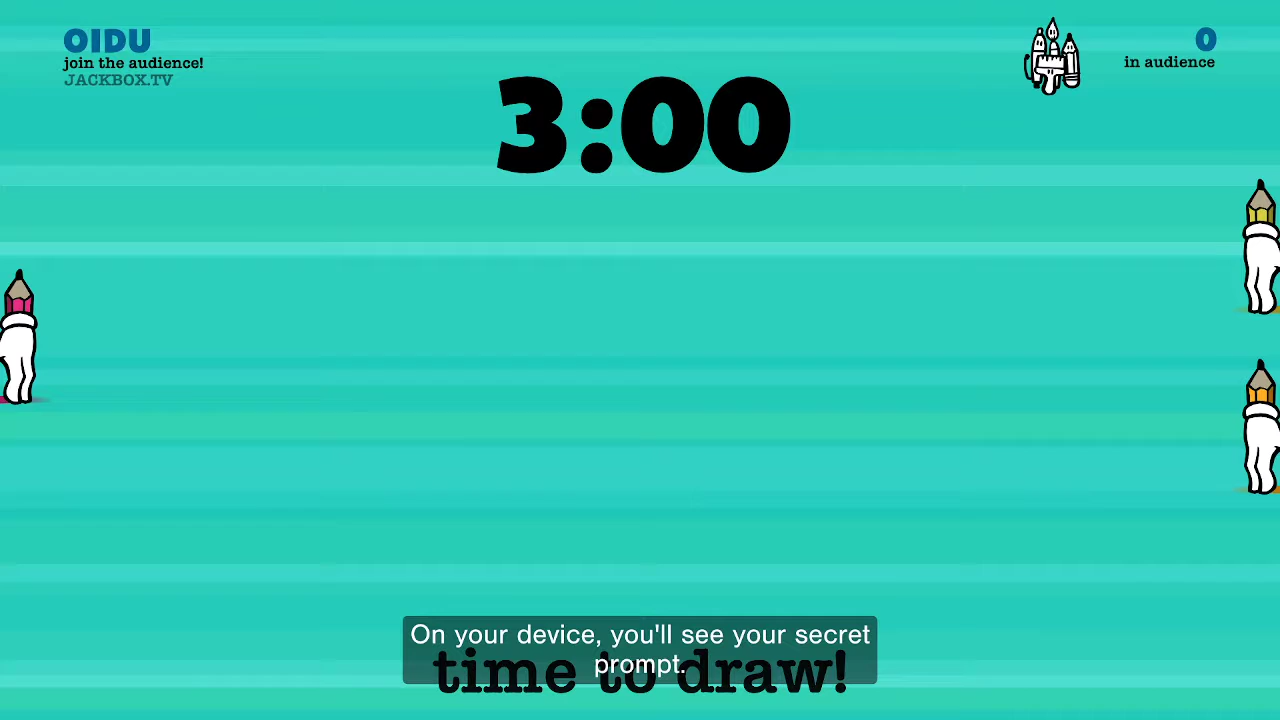 OIDU
join the audience!
JACKBOX.TV
0
in audience
3:00
On your device, you'll see your secret
prompt.
time to draw!